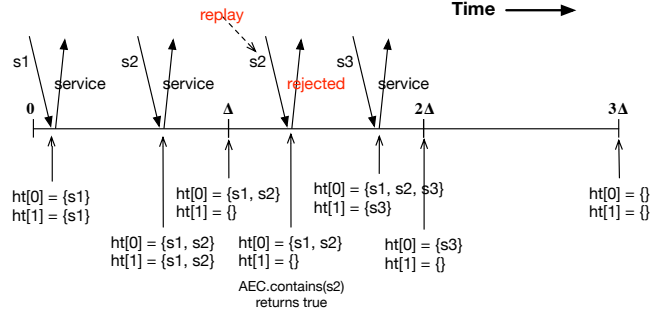 replay
Time
s1
service
s2
service
s2
rejected
s3
service
0
Δ
2Δ
3Δ
ht[0] = {s1}
ht[1] = {s1}
ht[0] = {s1, s2}
ht[1] = {s1, s2}
ht[0] = {s1, s2}
ht[1] = {}
ht[0] = {s1, s2}
ht[1] = {}
AEC.contains(s2)
returns true
ht[0] = {s1, s2, s3}
ht[1] = {s3}
ht[0] = {s3}
ht[1] = {}
ht[0] = {}
ht[1] = {}